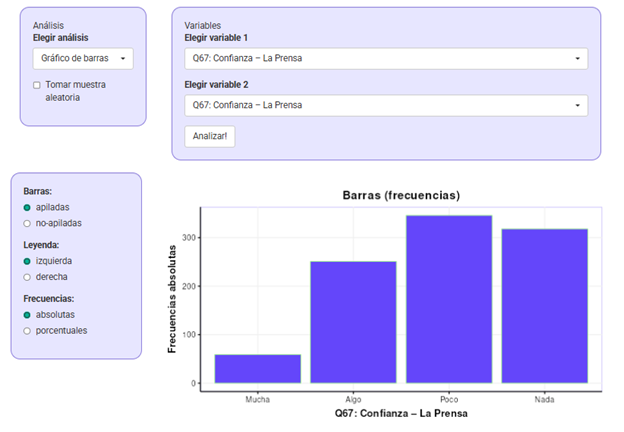 Análisis
Elegir análisis
Gráfico de barras
Tomar muestra
aleatoria
Variables
Elegir variable 1
Q67: Confianza – La Prensa
Elegir variable 2
Q67: Confianza – La Prensa
Analizar!
Barras:
apiladas
no-apiladas
Leyenda:
izquierda
derecha
Frecuencias:
absolutas
porcentuales
Barras (frecuencias)
Frecuencias absolutas
300
200
100
0
Mucha Algo Poco Nada
Q67: Confianza – La Prensa